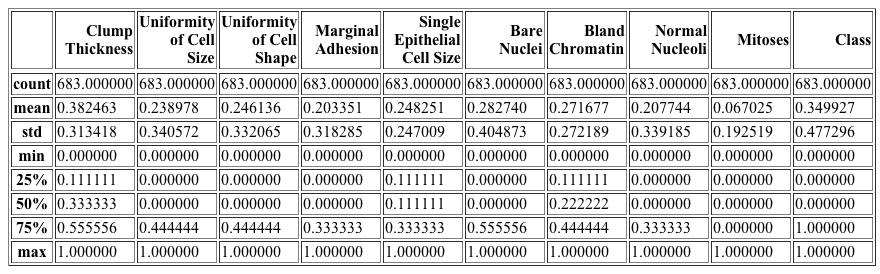 Clump Thickness Uniformity of Cell Size Uniformity of Cell Shape Marginal Adhesion Single Epithelial Cell Size Bare Nuclei Bland Chromatin Normal Nucleoli Mitoses Class
count 683.000000 683.000000 683.000000 683.000000 683.000000 683.000000 683.000000 683.000000 683.000000 683.000000
mean 0.382463 0.238978 0.246136 0.203351 0.248251 0.282740 0.271677 0.207744 0.067025 0.349927
std 0.313418 0.340572 0.332065 0.318285 0.247009 0.404873 0.272189 0.339185 0.192519 0.477296
min 0.000000 0.000000 0.000000 0.000000 0.000000 0.000000 0.000000 0.000000 0.000000 0.000000
25% 0.111111 0.000000 0.000000 0.000000 0.111111 0.000000 0.111111 0.000000 0.000000 0.000000
50% 0.333333 0.000000 0.000000 0.000000 0.111111 0.000000 0.222222 0.000000 0.000000 0.000000
75% 0.555556 0.444444 0.444444 0.333333 0.333333 0.555556 0.444444 0.333333 0.000000 1.000000
max 1.000000 1.000000 1.000000 1.000000 1.000000 1.000000 1.000000 1.000000 1.000000 1.000000